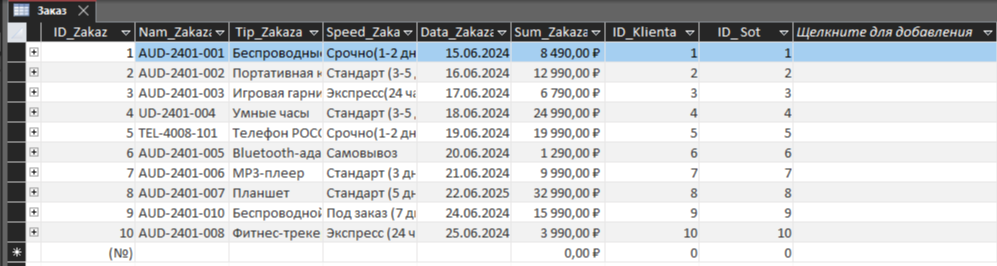 Заказ
ID_Zakaz Nam_Zakaza Tip_Zakaza Speed_Zaka Data_Zakaza Sum_Zakaza ID_Klienta ID_Sot Щелкните для добавления
1 AUD-2401-001 Беспроводны Срочно(1-2 дн 15.06.2024 8 490,00 ₽ 1 1
2 AUD-2401-002 Портативная к Стандарт (3-5 16.06.2024 12 990,00 ₽ 2 2
3 AUD-2401-003 Игровая гарни Экспресс(24 ча 17.06.2024 6 790,00 ₽ 3 3
4 UD-2401-004 Умные часы Стандарт (3-5 18.06.2024 24 990,00 ₽ 4 4
5 TEL-4008-101 Телефон РОСС Срочно(1-2 дн 19.06.2024 19 990,00 ₽ 5 5
6 AUD-2401-005 Bluetooth-ада Самовывоз 20.06.2024 1 290,00 ₽ 6 6
7 AUD-2401-006 MP3-плеер Стандарт (3 дн 21.06.2024 9 990,00 ₽ 7 7
8 AUD-2401-007 Планшет Стандарт (5 дн 22.06.2025 32 990,00 ₽ 8 8
9 AUD-2401-010 Беспроводной Под заказ (7 д 24.06.2024 15 990,00 ₽ 9 9
10 AUD-2401-008 Фитнес-треке Экспресс (24 ч 25.06.2024 3 990,00 ₽ 10 10
(№) 0,00 ₽ 0 0